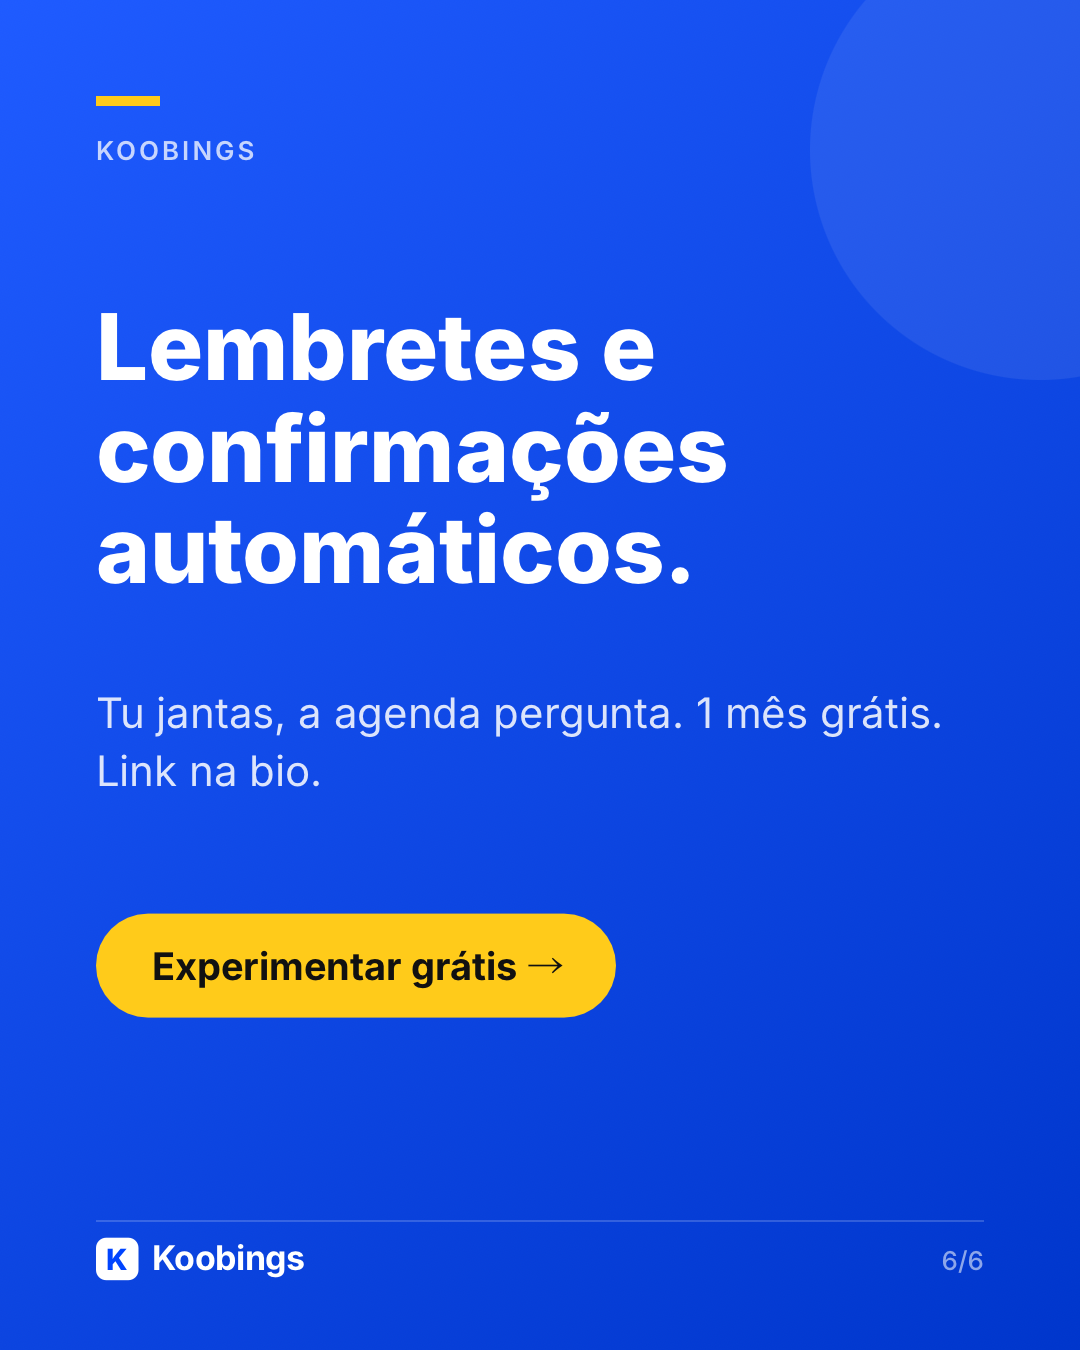 KOOBINGS
Lembretes e
confirmações
automáticos.
Tu jantas, a agenda pergunta. 1 mês grátis.
Link na bio.
Experimentar grátis →
K Koobings
6/6